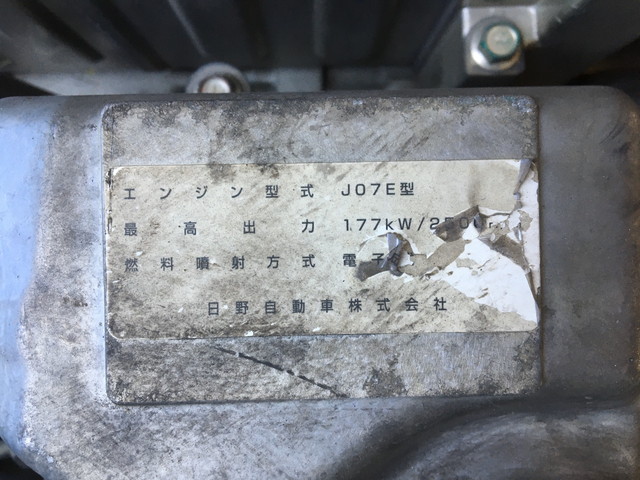 エンジン型式 J07E型
最高出力 177kW/2500r.
燃料噴射方式 電子
日野自動車株式会社